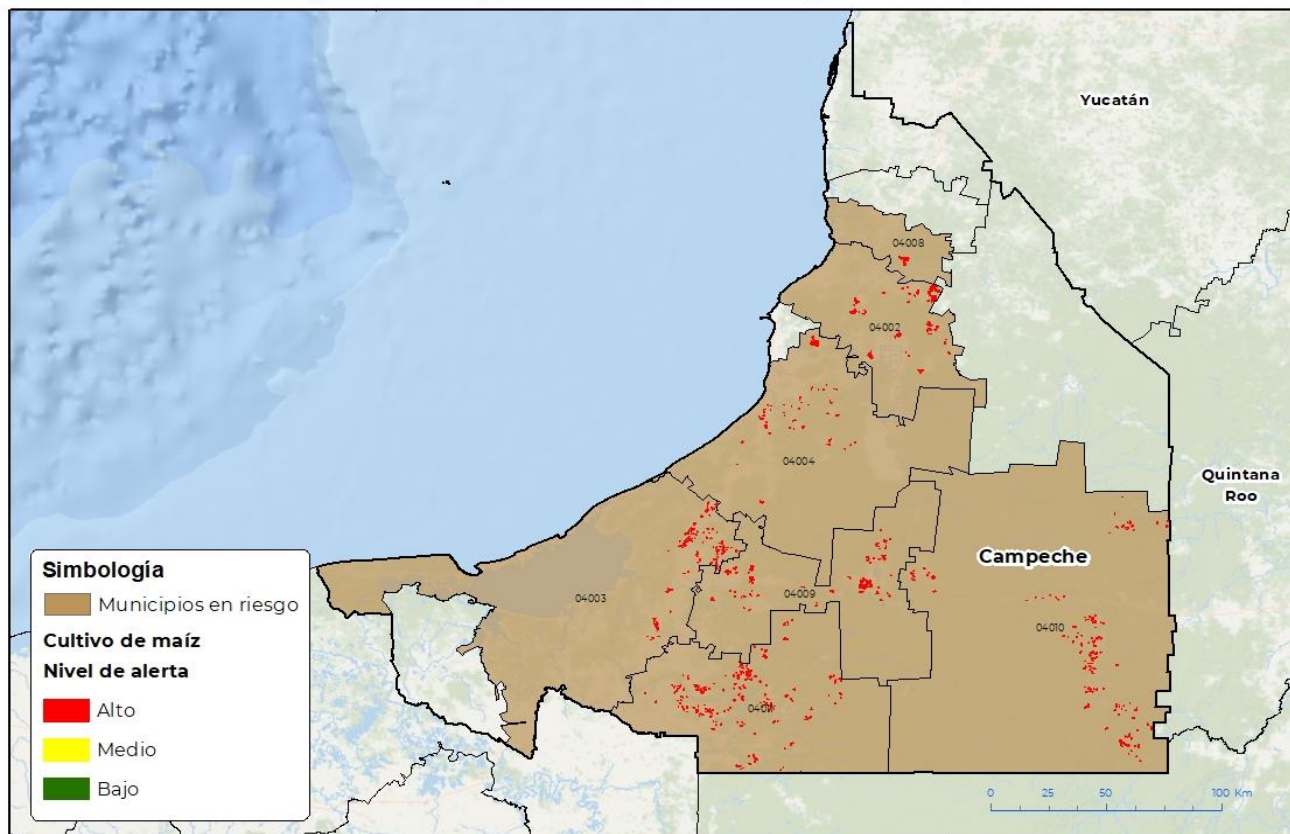 Yucatán
04008
04002
04004
Quintana
Roo
Campeche
04003
04009
04010
Simbología
Municipios en riesgo
Cultivo de maíz
Nivel de alerta
Alto
Medio
Bajo
0 25 50 100 Km